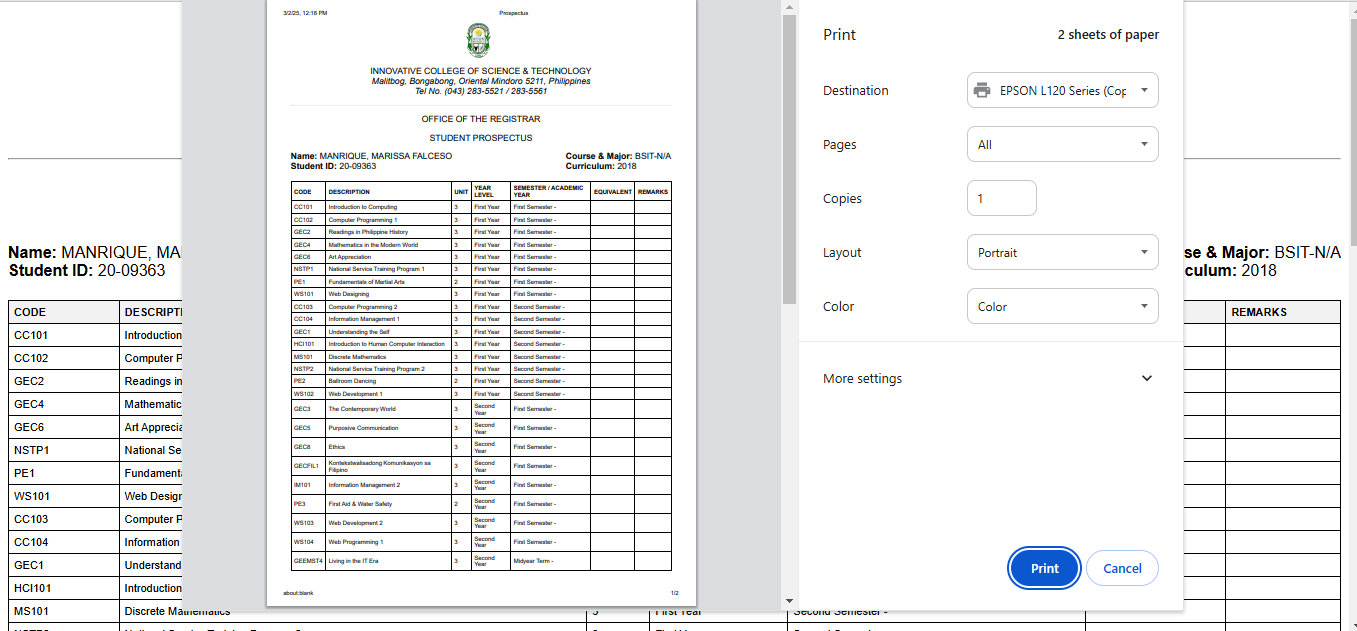 3/2/25, 12:18 PM Prospectus
INNOVATIVE COLLEGE OF SCIENCE & TECHNOLOGY
Malitbog, Bongabong, Oriental Mindoro 5211, Philippines
Tel No. (043) 283-5521 / 283-5561
OFFICE OF THE REGISTRAR
STUDENT PROSPECTUS
Name: MANRIQUE, MARISSA FALCESO Course & Major: BSIT-N/A
Student ID: 20-09363 Curriculum: 2018
CODE DESCRIPTION UNIT YEAR LEVEL SEMESTER / ACADEMIC YEAR EQUIVALENT REMARKS
CC101 Introduction to Computing 3 First Year First Semester -
CC102 Computer Programming 1 3 First Year First Semester -
GEC2 Readings in Philippine History 3 First Year First Semester -
GEC4 Mathematics in the Modern World 3 First Year First Semester -
GEC6 Art Appreciation 3 First Year First Semester -
NSTP1 National Service Training Program 1 3 First Year First Semester -
PE1 Fundamentals of Martial Arts 2 First Year First Semester -
WS101 Web Designing 3 First Year First Semester -
CC103 Computer Programming 2 3 First Year Second Semester -
CC104 Information Management 1 3 First Year Second Semester -
GEC1 Understanding the Self 3 First Year Second Semester -
HCI101 Introduction to Human Computer Interaction 3 First Year Second Semester -
MS101 Discrete Mathematics 3 First Year Second Semester -
NSTP2 National Service Training Program 2 3 First Year Second Semester -
PE2 Ballroom Dancing 2 First Year Second Semester -
WS102 Web Development 1 3 First Year Second Semester -
GEC3 The Contemporary World 3 Second Year First Semester -
GEC5 Purposive Communication 3 Second Year First Semester -
GEC8 Ethics 3 Second Year First Semester -
GECFIL1 Kontekstwalisadong Komunikasyon sa Filipino 3 Second Year First Semester -
IM101 Information Management 2 3 Second Year First Semester -
PE3 First Aid & Water Safety 2 Second Year First Semester -
WS103 Web Development 2 3 Second Year First Semester -
WS104 Web Programming 1 3 Second Year First Semester -
GEEMST4 Living in the IT Era 3 Second Year Midyear Term -
about:blank 1/2
Print 2 sheets of paper
Destination EPSON L120 Series (Cop
Pages All
Copies 1
Layout Portrait
Color Color
More settings
Print Cancel
Name: MANRIQUE, MA se & Major: BSIT-N/A
Student ID: 20-09363 culum: 2018
CODE DESCRIPTI REMARKS
CC101 Introduction
CC102 Computer P
GEC2 Readings in
GEC4 Mathematic
GEC6 Art Apprecia
NSTP1 National Se
PE1 Fundamenta
WS101 Web Design
CC103 Computer P
CC104 Information
GEC1 Understand
HCI101 Introduction
MS101 Discrete Mathematics 3 First Year Second Semester -